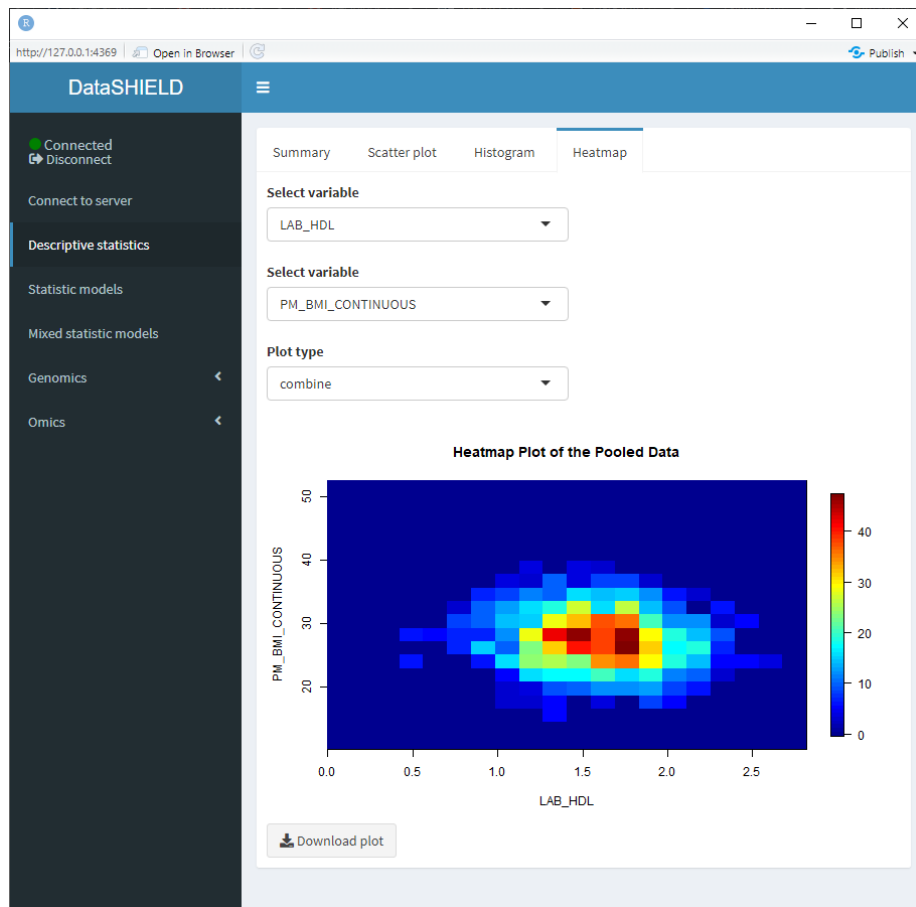 R
http://127.0.0.1:4369 Open in Browser Publish
DataSHIELD
Connected
Disconnect
Connect to server
Descriptive statistics
Statistic models
Mixed statistic models
Genomics
Omics
Summary Scatter plot Histogram Heatmap
Select variable
LAB_HDL
Select variable
PM_BMI_CONTINUOUS
Plot type
combine
Heatmap Plot of the Pooled Data
PM_BMI_CONTINUOUS
50
40
30
20
0.0 0.5 1.0 1.5 2.0 2.5
LAB_HDL
40
30
20
10
0
Download plot